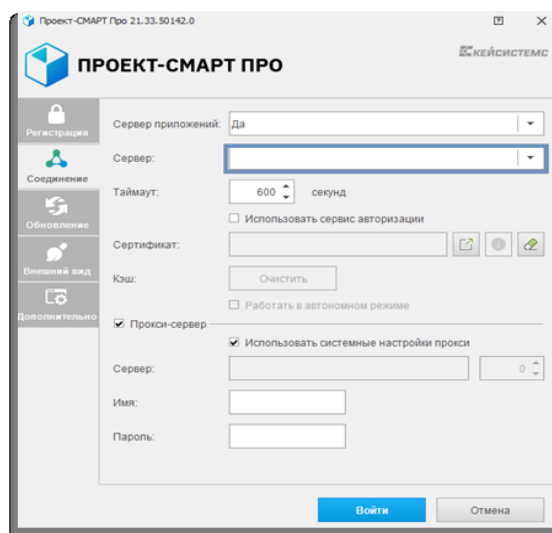 Проект-СМАРТ Про 21.33.50142.0
ПРОЕКТ-СМАРТ ПРО
КЕЙСИСТЕМС
Регистрация
Соединение
Обновление
Внешний вид
Дополнительно
Сервер приложений: Да
Сервер:
Таймаут: 600 секунд
Использовать сервис авторизации
Сертификат:
Кэш: Очистить
Работать в автономном режиме
Прокси-сервер
Использовать системные настройки прокси
Сервер: 0
Имя:
Пароль:
Войти Отмена